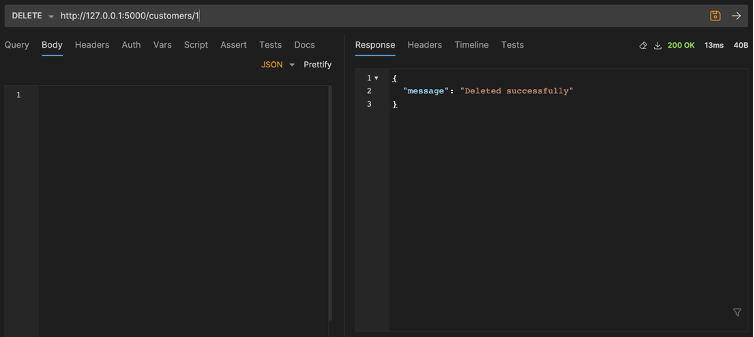 DELETE http://127.0.0.1:5000/customers/1
Query Body Headers Auth Vars Script Assert Tests Docs
JSON Prettify
1
Response Headers Timeline Tests 200 OK 13ms 40B
1 {
2 "message": "Deleted successfully"
3 }